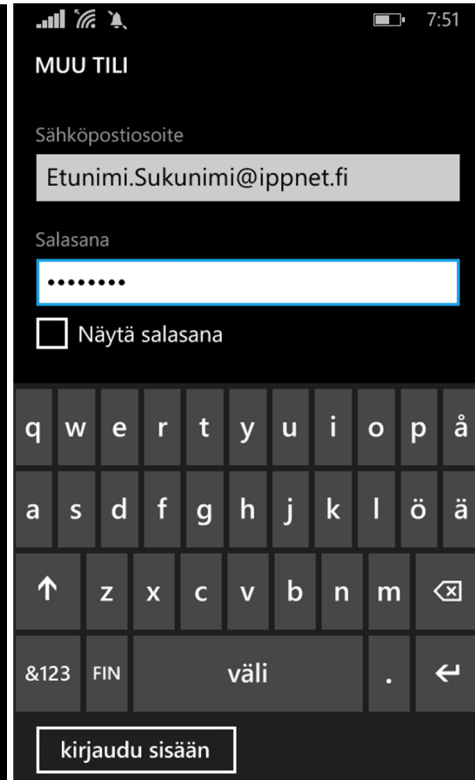 7:51
MUU TILI
Sähköpostiosoite
Etunimi.Sukunimi@ippnet.fi
Salasana
••••••••
Näytä salasana
q w e r t y u i o p å
a s d f g h j k l ö ä
z x c v b n m
&123 FIN väli .
kirjaudu sisään